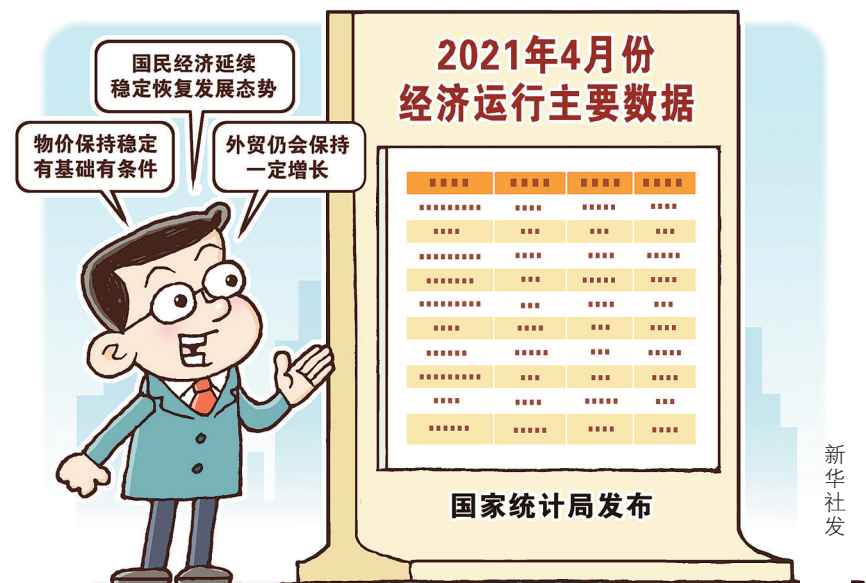 国民经济延续
稳定恢复发展态势
物价保持稳定
有基础有条件
外贸仍会保持
一定增长
2021年4月份
经济运行主要数据
国家统计局发布
新华社发